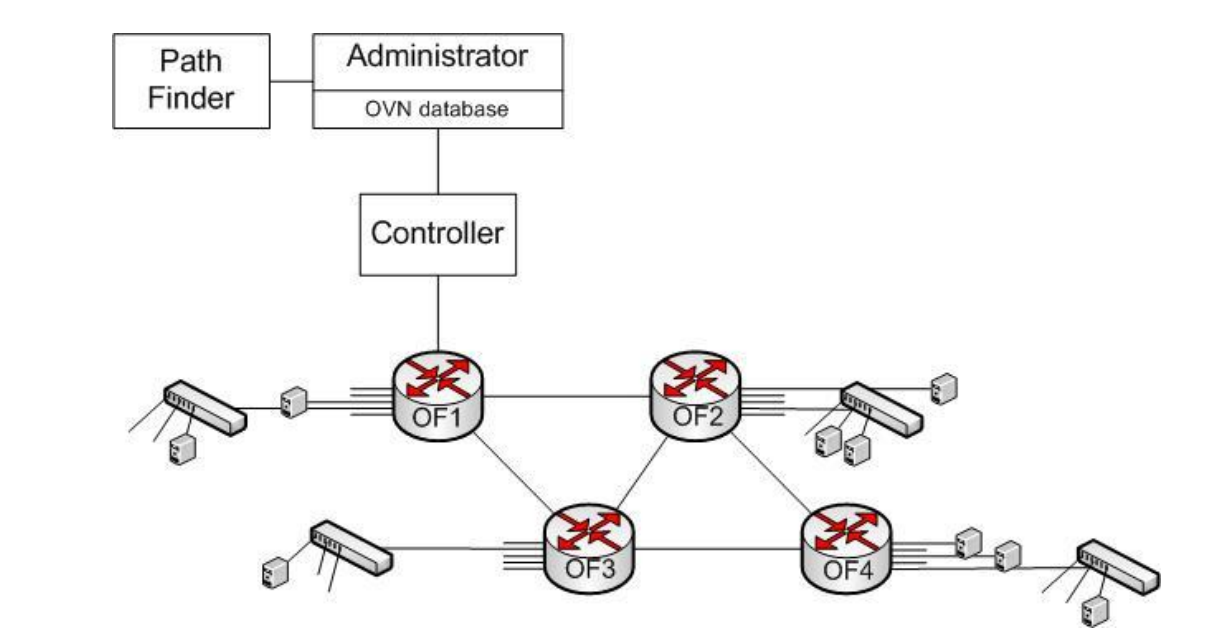 Path
Finder
Administrator
OVN database
Controller
OF1
OF2
OF3
OF4